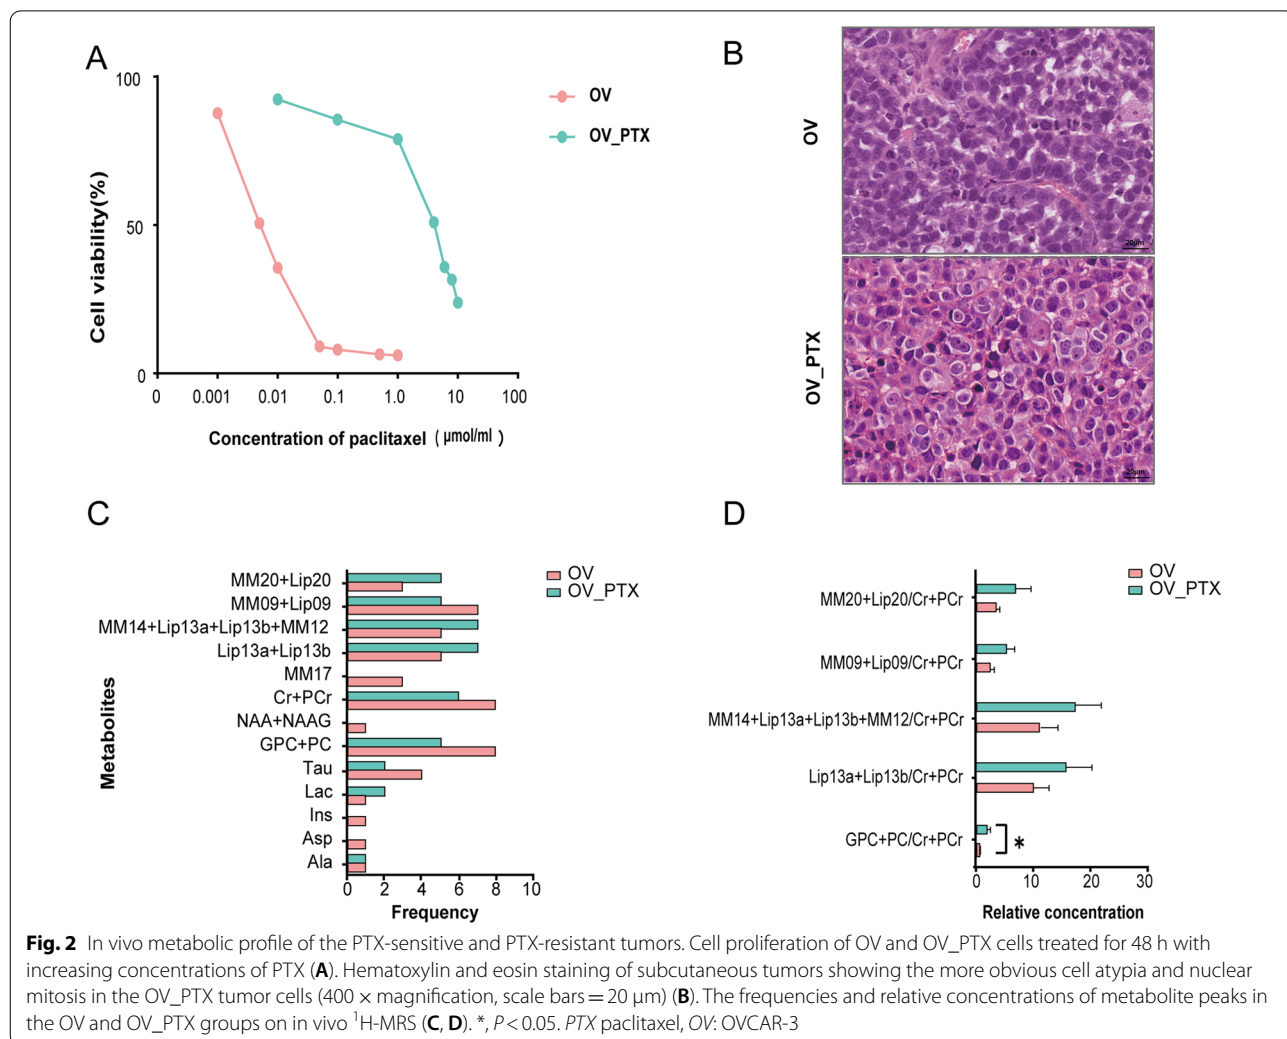 A
100
50
0
Cell viability(%)
0 0.001 0.01 0.1 1.0 10 100
Concentration of paclitaxel ( μmol/ml)
OV
OV_PTX
B
OV
20μm
OV_PTX
20μm
C
Metabolites
MM20+Lip20
MM09+Lip09
MM14+Lip13a+Lip13b+MM12
Lip13a+Lip13b
MM17
Cr+PCr
NAA+NAAG
GPC+PC
Tau
Lac
Ins
Asp
Ala
0 2 4 6 8 10
Frequency
OV
OV_PTX
D
MM20+Lip20/Cr+PCr
MM09+Lip09/Cr+PCr
MM14+Lip13a+Lip13b+MM12/Cr+PCr
Lip13a+Lip13b/Cr+PCr
GPC+PC/Cr+PCr
*
0 10 20 30
Relative concentration
OV
OV_PTX
Fig. 2 In vivo metabolic profile of the PTX-sensitive and PTX-resistant tumors. Cell proliferation of OV and OV_PTX cells treated for 48 h with
increasing concentrations of PTX (A). Hematoxylin and eosin staining of subcutaneous tumors showing the more obvious cell atypia and nuclear
mitosis in the OV_PTX tumor cells (400 × magnification, scale bars = 20 μm) (B). The frequencies and relative concentrations of metabolite peaks in
the OV and OV_PTX groups on in vivo ¹H-MRS (C, D). *, P < 0.05. PTX paclitaxel, OV: OVCAR-3